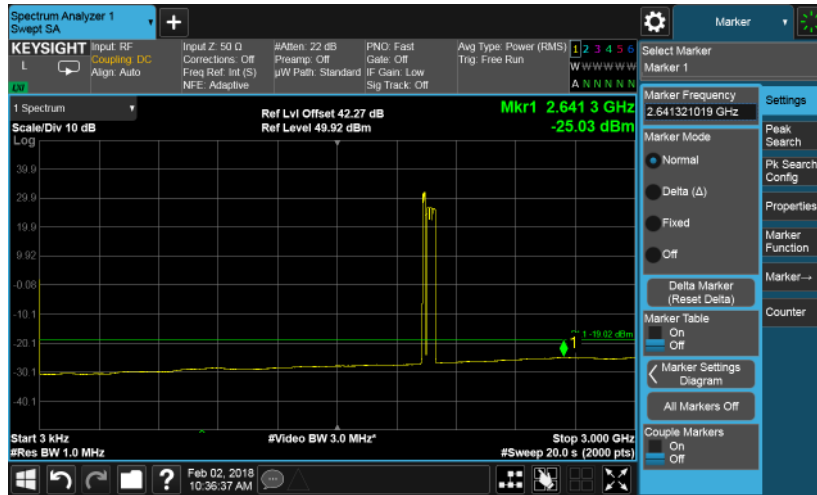 Spectrum Analyzer 1
Swept SA
Marker
KEYSIGHT
L
LXI
Input: RF
Coupling: DC
Align: Auto
Input Z: 50 Ω
Corrections: Off
Freq Ref: Int (S)
NFE: Adaptive
#Atten: 22 dB
Preamp: Off
µW Path: Standard
PNO: Fast
Gate: Off
IF Gain: Low
Sig Track: Off
Avg Type: Power (RMS)
Trig: Free Run
1 2 3 4 5 6
W W W W W W
A N N N N N
Select Marker
Marker 1
1 Spectrum
Scale/Div 10 dB
Log
Ref Lvl Offset 42.27 dB
Ref Level 49.92 dBm
Mkr1 2.641 3 GHz
-25.03 dBm
39.9
29.9
19.9
9.92
-0.08
-10.1
-20.1
-30.1
-40.1
1 -19.02 dBm
1
Start 3 kHz
#Res BW 1.0 MHz
#Video BW 3.0 MHz*
Stop 3.000 GHz
#Sweep 20.0 s (2000 pts)
Marker Frequency
2.641321019 GHz
Marker Mode
Normal
Delta (Δ)
Fixed
Off
Delta Marker
(Reset Delta)
Marker Table
On
Off
Marker Settings
Diagram
All Markers Off
Couple Markers
On
Off
Settings
Peak
Search
Pk Search
Config
Properties
Marker
Function
Marker→
Counter
?
Feb 02, 2018
10:36:37 AM